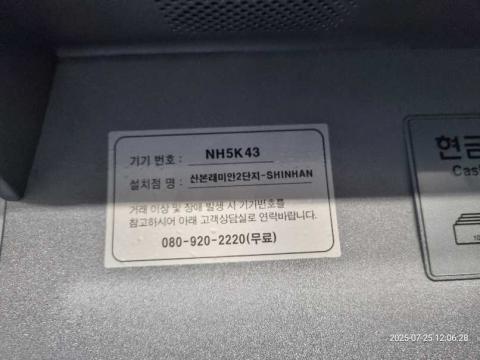 기기 번호 : NH5K43
설치점 명 : 산본래미안2단지-SHINHAN
거래 이상 및 장애 발생 시 기기번호를
참고하시어 아래 고객상담실로 연락바랍니다.
080-920-2220(무료)
현금
Cas
10
2025-07-25 12:06:28